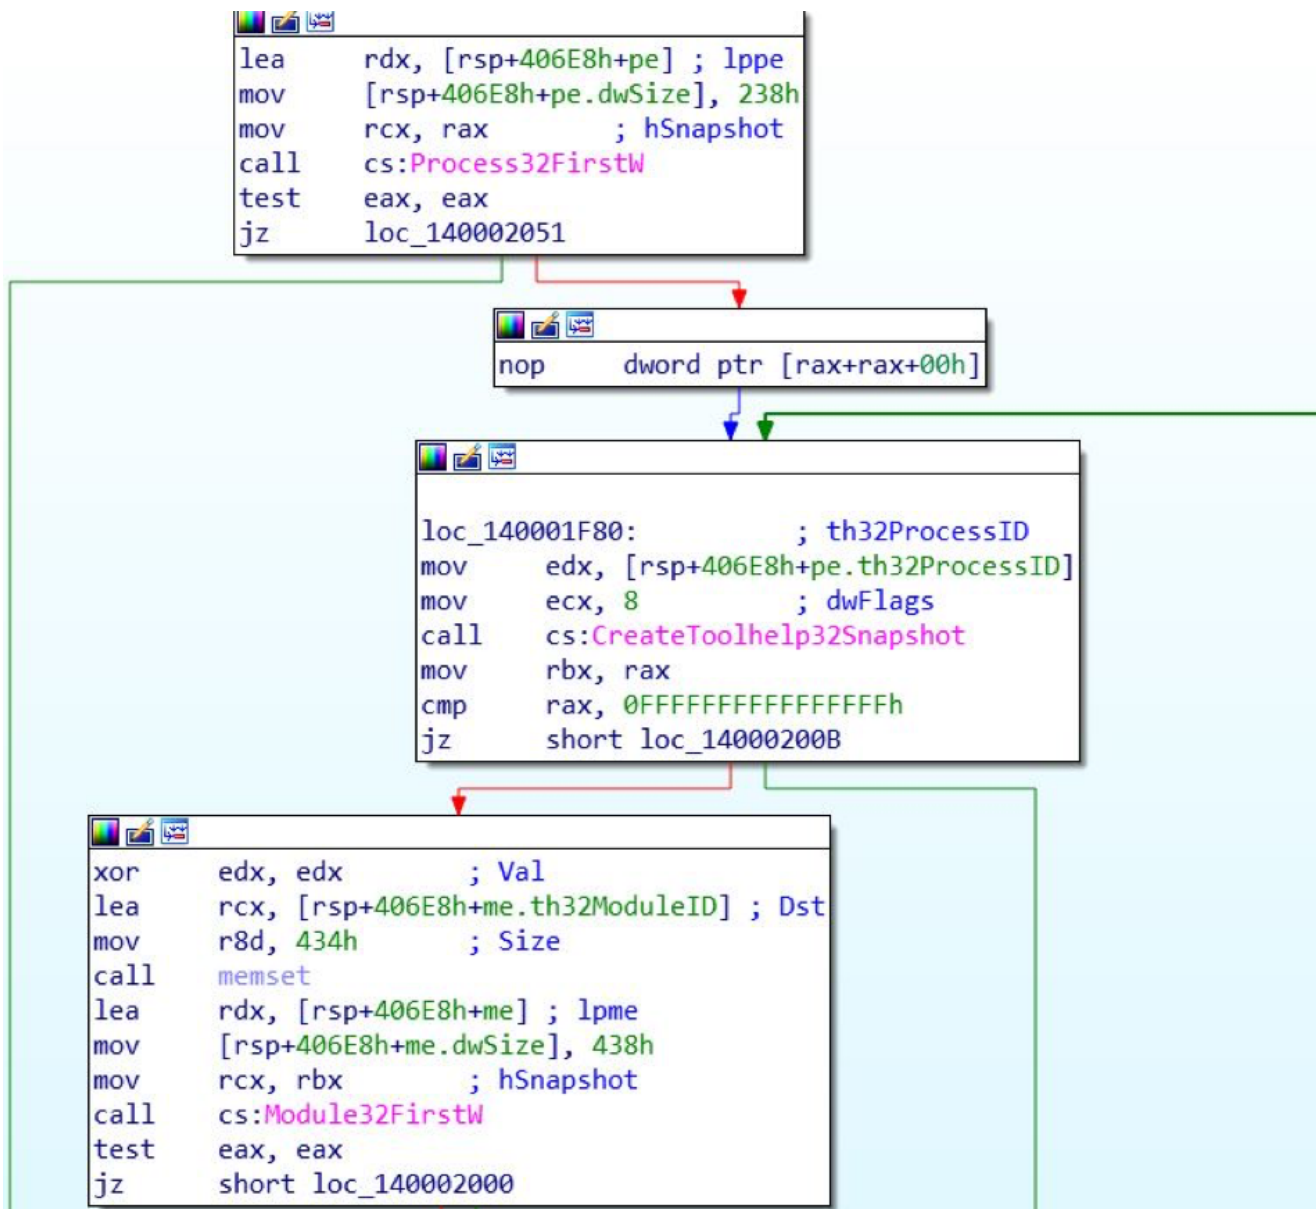 lea rdx, [rsp+406E8h+pe] ; lppe
mov [rsp+406E8h+pe.dwSize], 238h
mov rcx, rax ; hSnapshot
call cs:Process32FirstW
test eax, eax
jz loc_140002051
nop dword ptr [rax+rax+00h]
loc_140001F80: ; th32ProcessID
mov edx, [rsp+406E8h+pe.th32ProcessID]
mov ecx, 8 ; dwFlags
call cs:CreateToolhelp32Snapshot
mov rbx, rax
cmp rax, 0FFFFFFFFFFFFFFFFh
jz short loc_14000200B
xor edx, edx ; Val
lea rcx, [rsp+406E8h+me.th32ModuleID] ; Dst
mov r8d, 434h ; Size
call memset
lea rdx, [rsp+406E8h+me] ; lpme
mov [rsp+406E8h+me.dwSize], 438h
mov rcx, rbx ; hSnapshot
call cs:Module32FirstW
test eax, eax
jz short loc_140002000